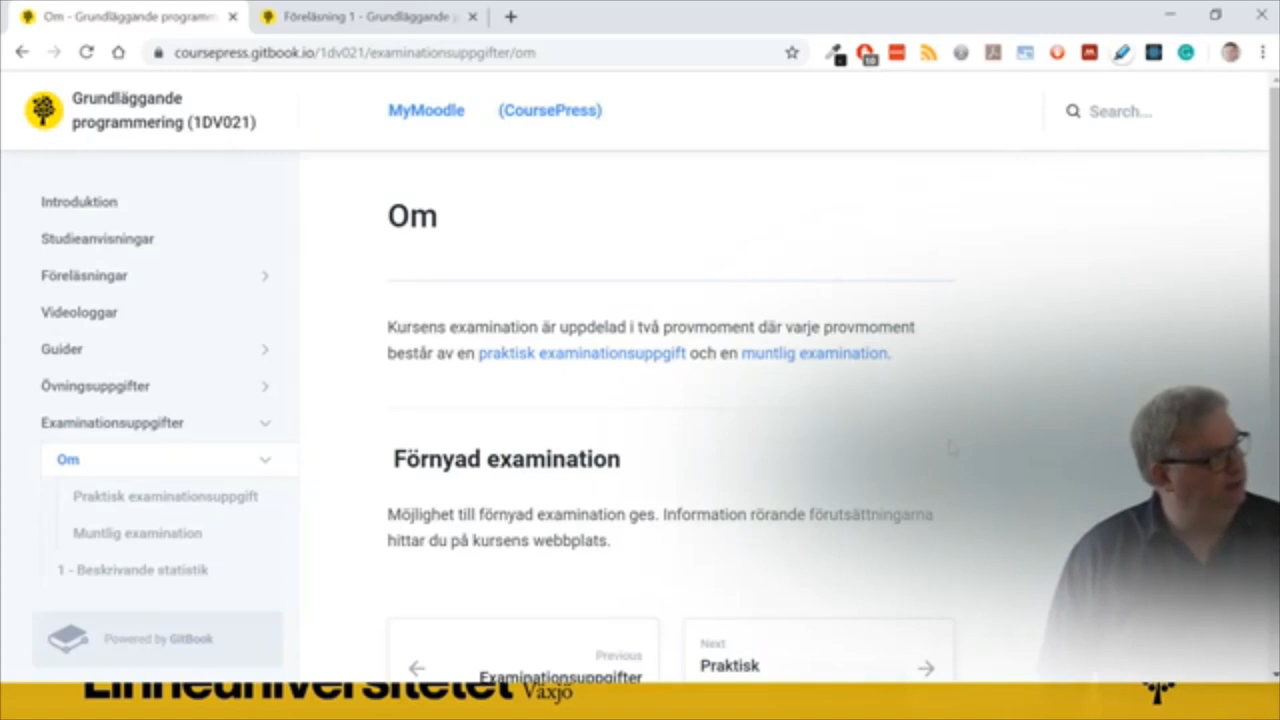 Om - Grundläggande programm
Föreläsning 1 - Grundläggande
coursepress.gitbook.io/1dv021/examinationsuppgifter/om
Grundläggande
programmering (1DV021)
MyMoodle
(CoursePress)
Search...
Introduktion
Studieanvisningar
Föreläsningar
Videologgar
Guider
Övningsuppgifter
Examinationsuppgifter
Om
Praktisk examinationsuppgift
Muntlig examination
1 - Beskrivande statistik
Powered by GitBook
Om
Kursens examination är uppdelad i två provmoment där varje provmoment
består av en praktisk examinationsuppgift och en muntlig examination.
Förnyad examination
Möjlighet till förnyad examination ges. Information rörande förutsättningarna
hittar du på kursens webbplats.
Previous
Examinationsuppgifter
Next
Praktisk
Linnéuniversitetet Växjö